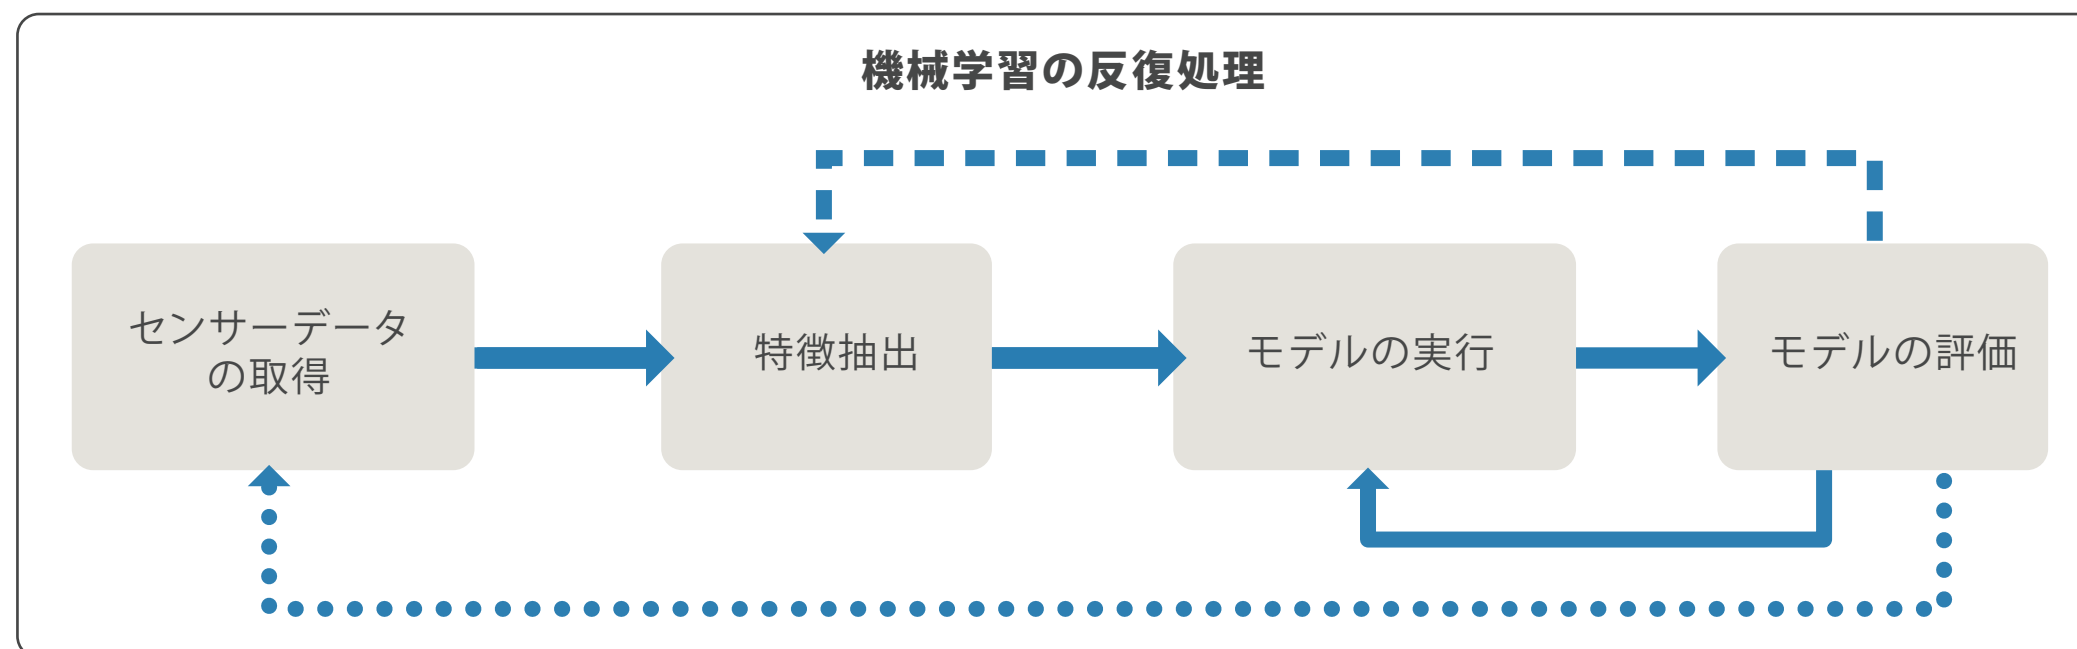 機械学習の反復処理
センサーデータ
の取得
特徴抽出
モデルの実行
モデルの評価